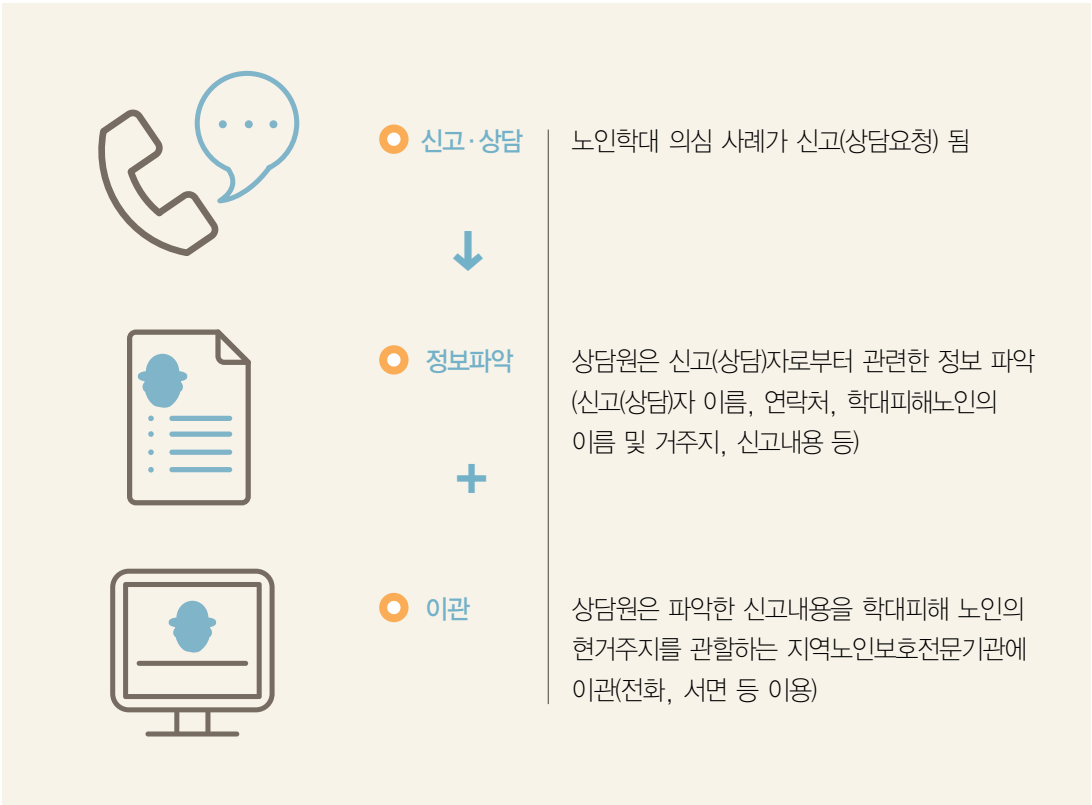 신고·상담
노인학대 의심 사례가 신고(상담요청) 됨
정보파악
상담원은 신고(상담)자로부터 관련한 정보 파악
(신고(상담)자 이름, 연락처, 학대피해노인의
이름 및 거주지, 신고내용 등)
+
이관
상담원은 파악한 신고내용을 학대피해 노인의
현거주지를 관할하는 지역노인보호전문기관에
이관(전화, 서면 등 이용)